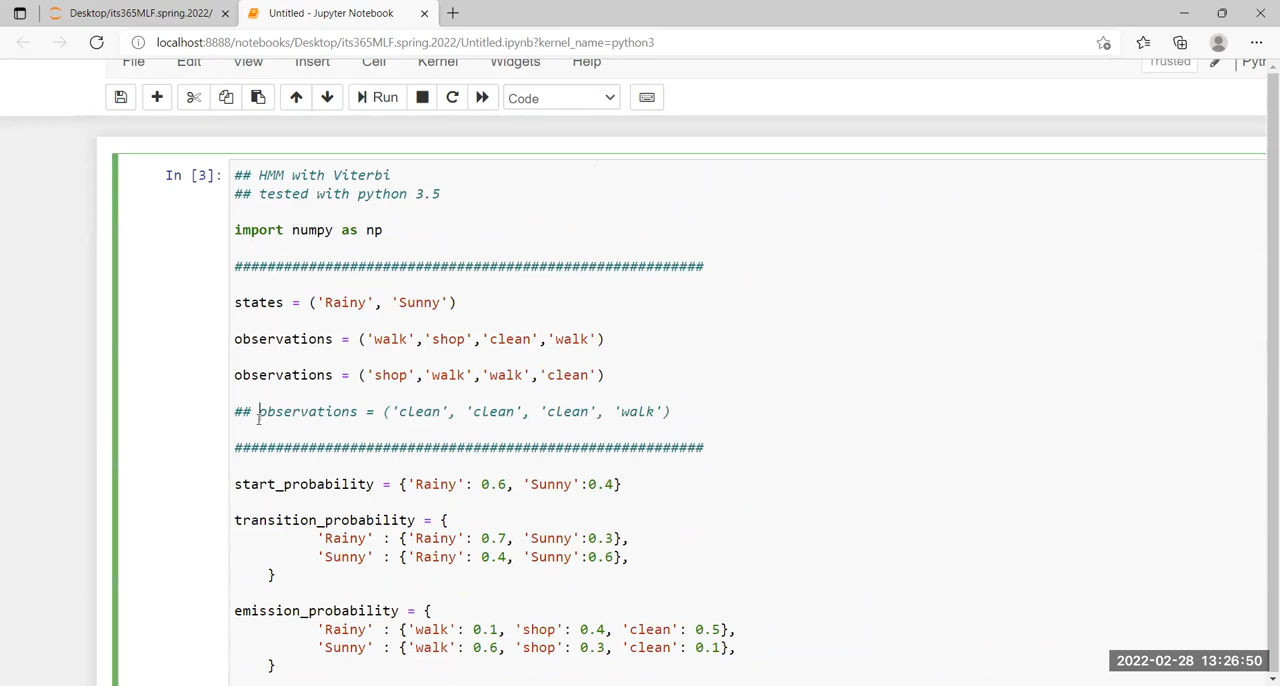 Desktop/its365MLF.spring.2022/
Untitled - Jupyter Notebook
localhost:8888/notebooks/Desktop/its365MLF.spring.2022/Untitled.ipynb?kernel_name=python3
File Edit View Insert Cell Kernel Widgets Help Trusted Pyth
Run Code
In [3]:
## HMM with Viterbi
## tested with python 3.5
import numpy as np
#########################################################
states = ('Rainy', 'Sunny')
observations = ('walk','shop','clean','walk')
observations = ('shop','walk','walk','clean')
## observations = ('clean', 'clean', 'clean', 'walk')
#########################################################
start_probability = {'Rainy': 0.6, 'Sunny':0.4}
transition_probability = {
'Rainy' : {'Rainy': 0.7, 'Sunny':0.3},
'Sunny' : {'Rainy': 0.4, 'Sunny':0.6},
}
emission_probability = {
'Rainy' : {'walk': 0.1, 'shop': 0.4, 'clean': 0.5},
'Sunny' : {'walk': 0.6, 'shop': 0.3, 'clean': 0.1},
}
2022-02-28 13:26:50